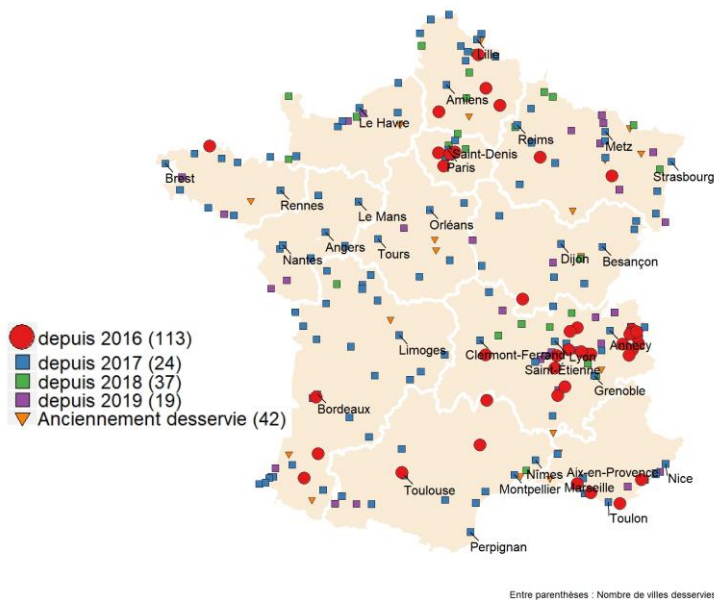 Lille
Amiens
Le Havre
Reims
Metz
Saint-Denis
Paris
Strasbourg
Brest
Rennes
Le Mans
Orléans
Angers
Tours
Nantes
Dijon
Besançon
depuis 2016 (113)
depuis 2017 (24)
depuis 2018 (37)
depuis 2019 (19)
Anciennement desservie (42)
Limoges
Clermont-Ferrand
Lyon
Annecy
Saint-Étienne
Grenoble
Bordeaux
Toulouse
Nîmes
Aix-en-Provence
Montpellier
Marseille
Nice
Toulon
Perpignan
Entre parenthèses : Nombre de villes desservies